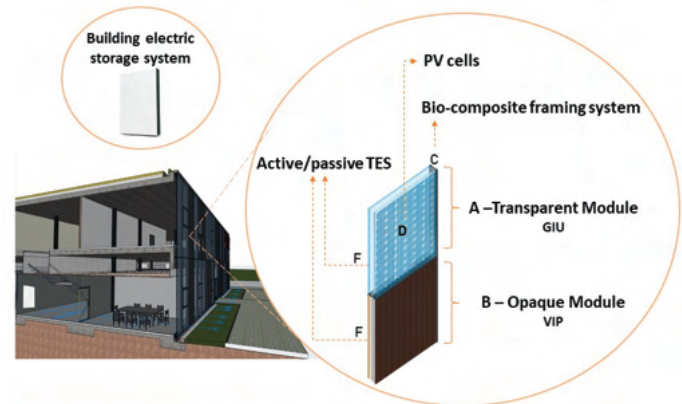 Building electric
storage system
PV cells
Bio-composite framing system
Active/passive TES
C
A –Transparent Module
GIU
D
F
B – Opaque Module
VIP
F